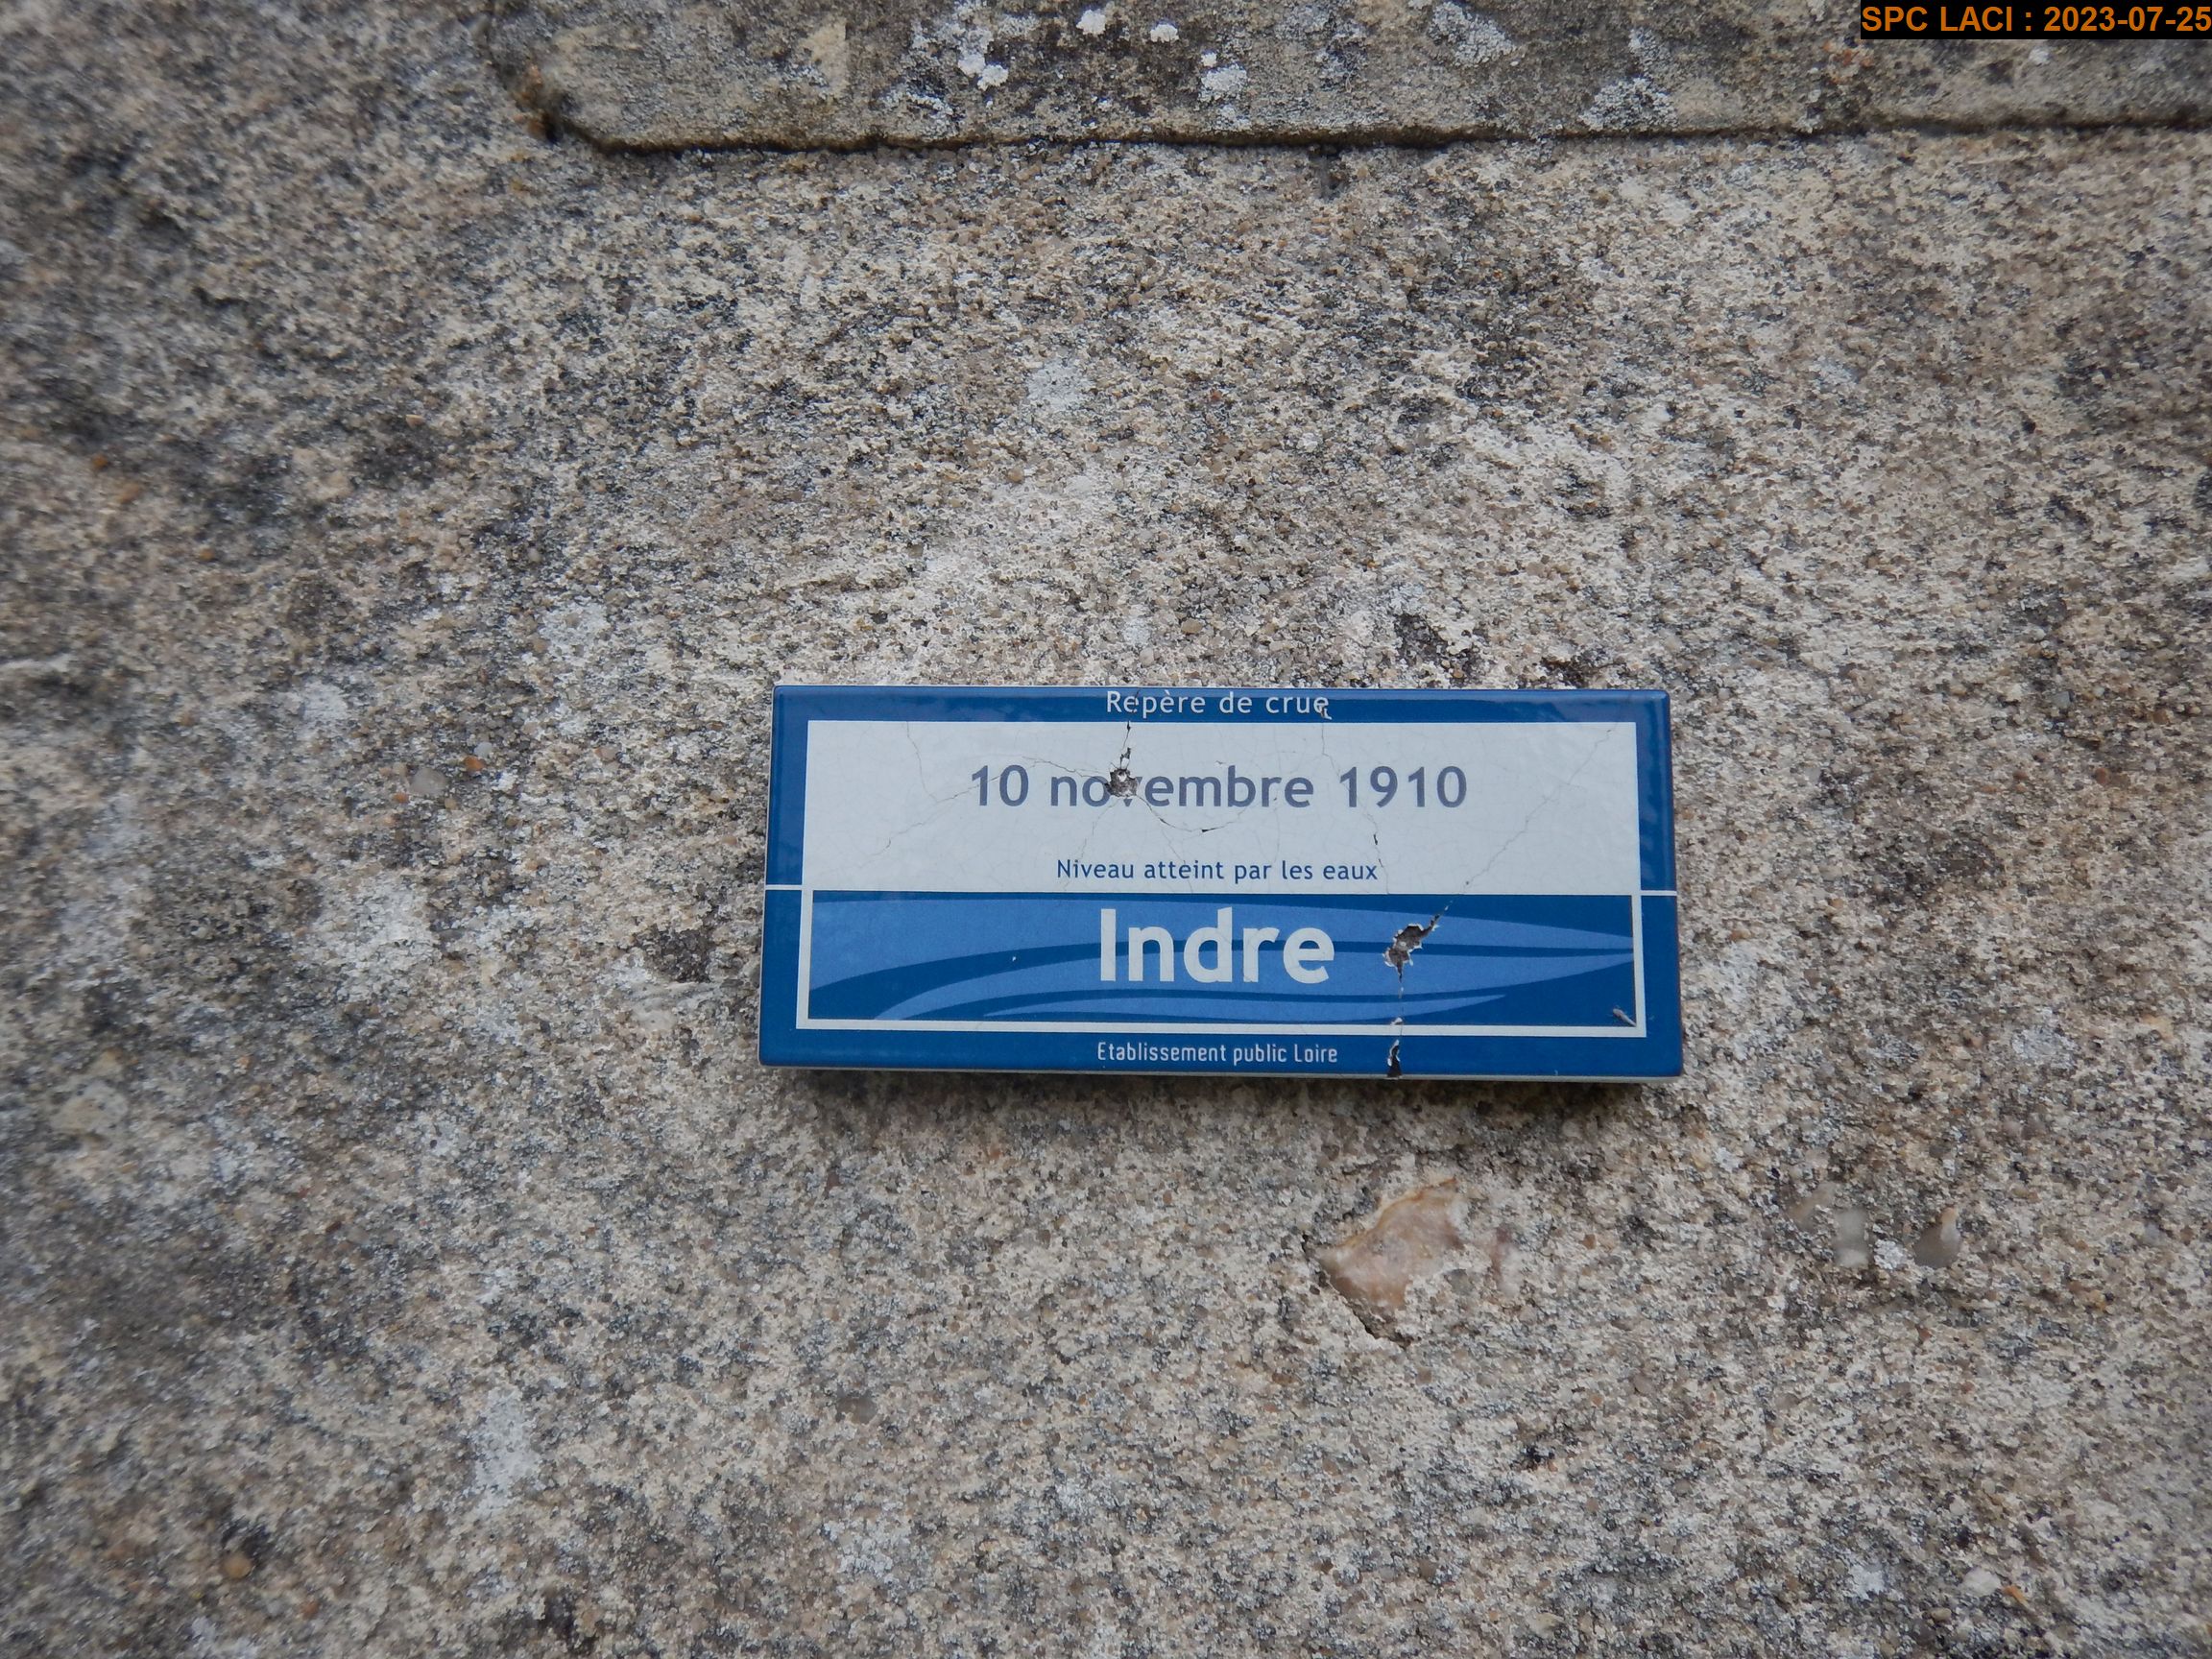 SPC LACI : 2023-07-25
Repère de crue
10 novembre 1910
Niveau atteint par les eaux
Indre
Etablissement public Loire